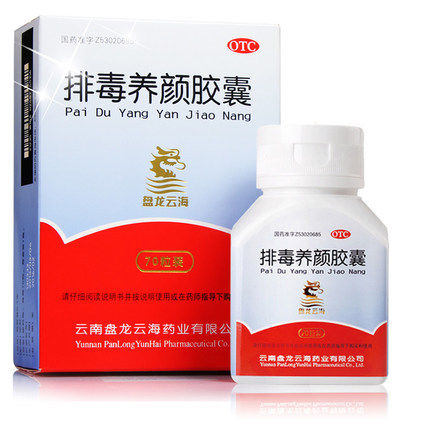 国药准字Z53020685
OTC
排毒养颜胶囊
Pai Du Yang Yan Jiao Nang
盘龙云海
70粒装
请仔细阅读说明书并按说明使用或在药师指导下购
云南盘龙云海药业有限公
Yunnan PanLongYunHai Pharmaceutical Co.,
国药准字Z53020685
OTC
排毒养颜胶囊
Pai Du Yang Yan Jiao Nang
盘龙云海
70粒装
云南盘龙云海药业有限公司
Yunnan PanLongYunHai Pharmaceutical Co.,